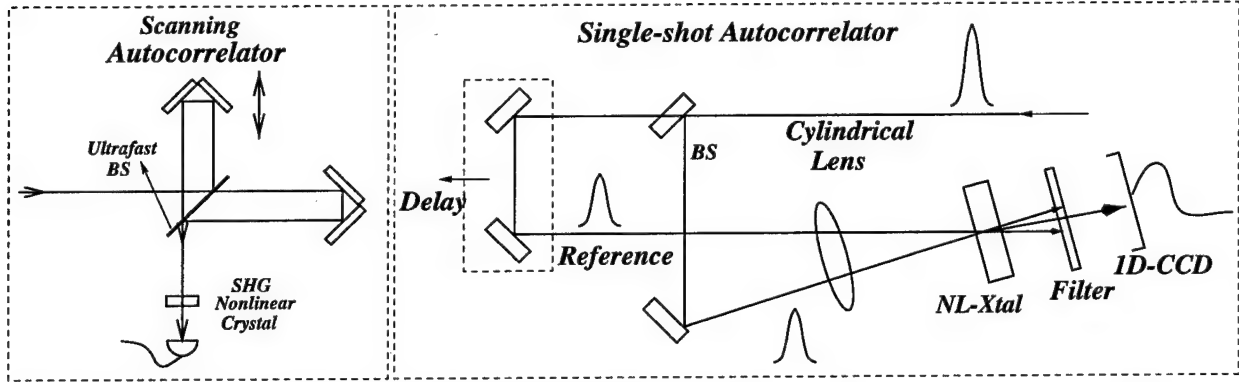 Scanning
Autocorrelator
Ultrafast
BS
SHG
Nonlinear
Crystal
Single-shot Autocorrelator
BS
Cylindrical
Lens
Delay
Reference
NL-Xtal
Filter
1D-CCD